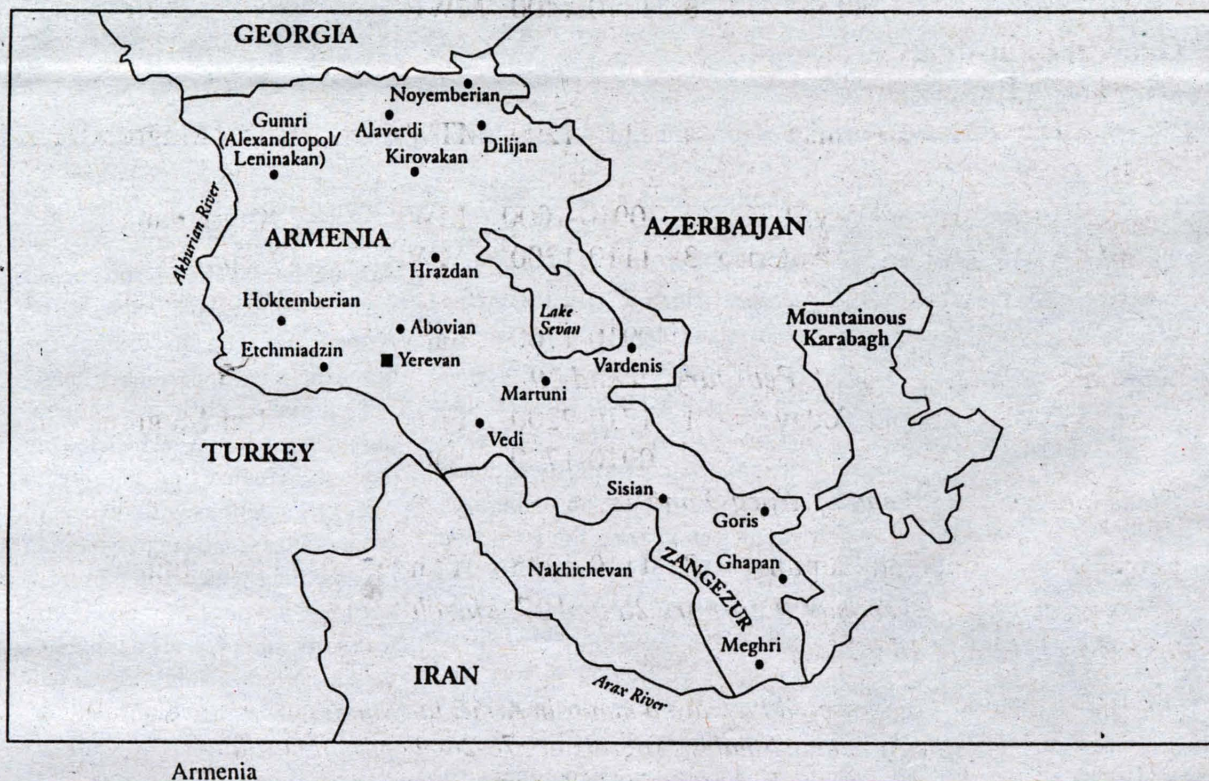 GEORGIA
Noyemberian
Gumri
(Alexandropol/
Leninakan)
Alaverdi
Dilijan
Kirovakan
Akhurian River
ARMENIA
AZERBAIJAN
Hrazdan
Hoktemberian
Lake
Sevan
Mountainous
Karabagh
Abovian
Etchmiadzin
Yerevan
Vardenis
Martuni
Vedi
TURKEY
Sisian
Goris
Nakhichevan
ZANGEZUR
Ghapan
Meghri
IRAN
Arax River
Armenia